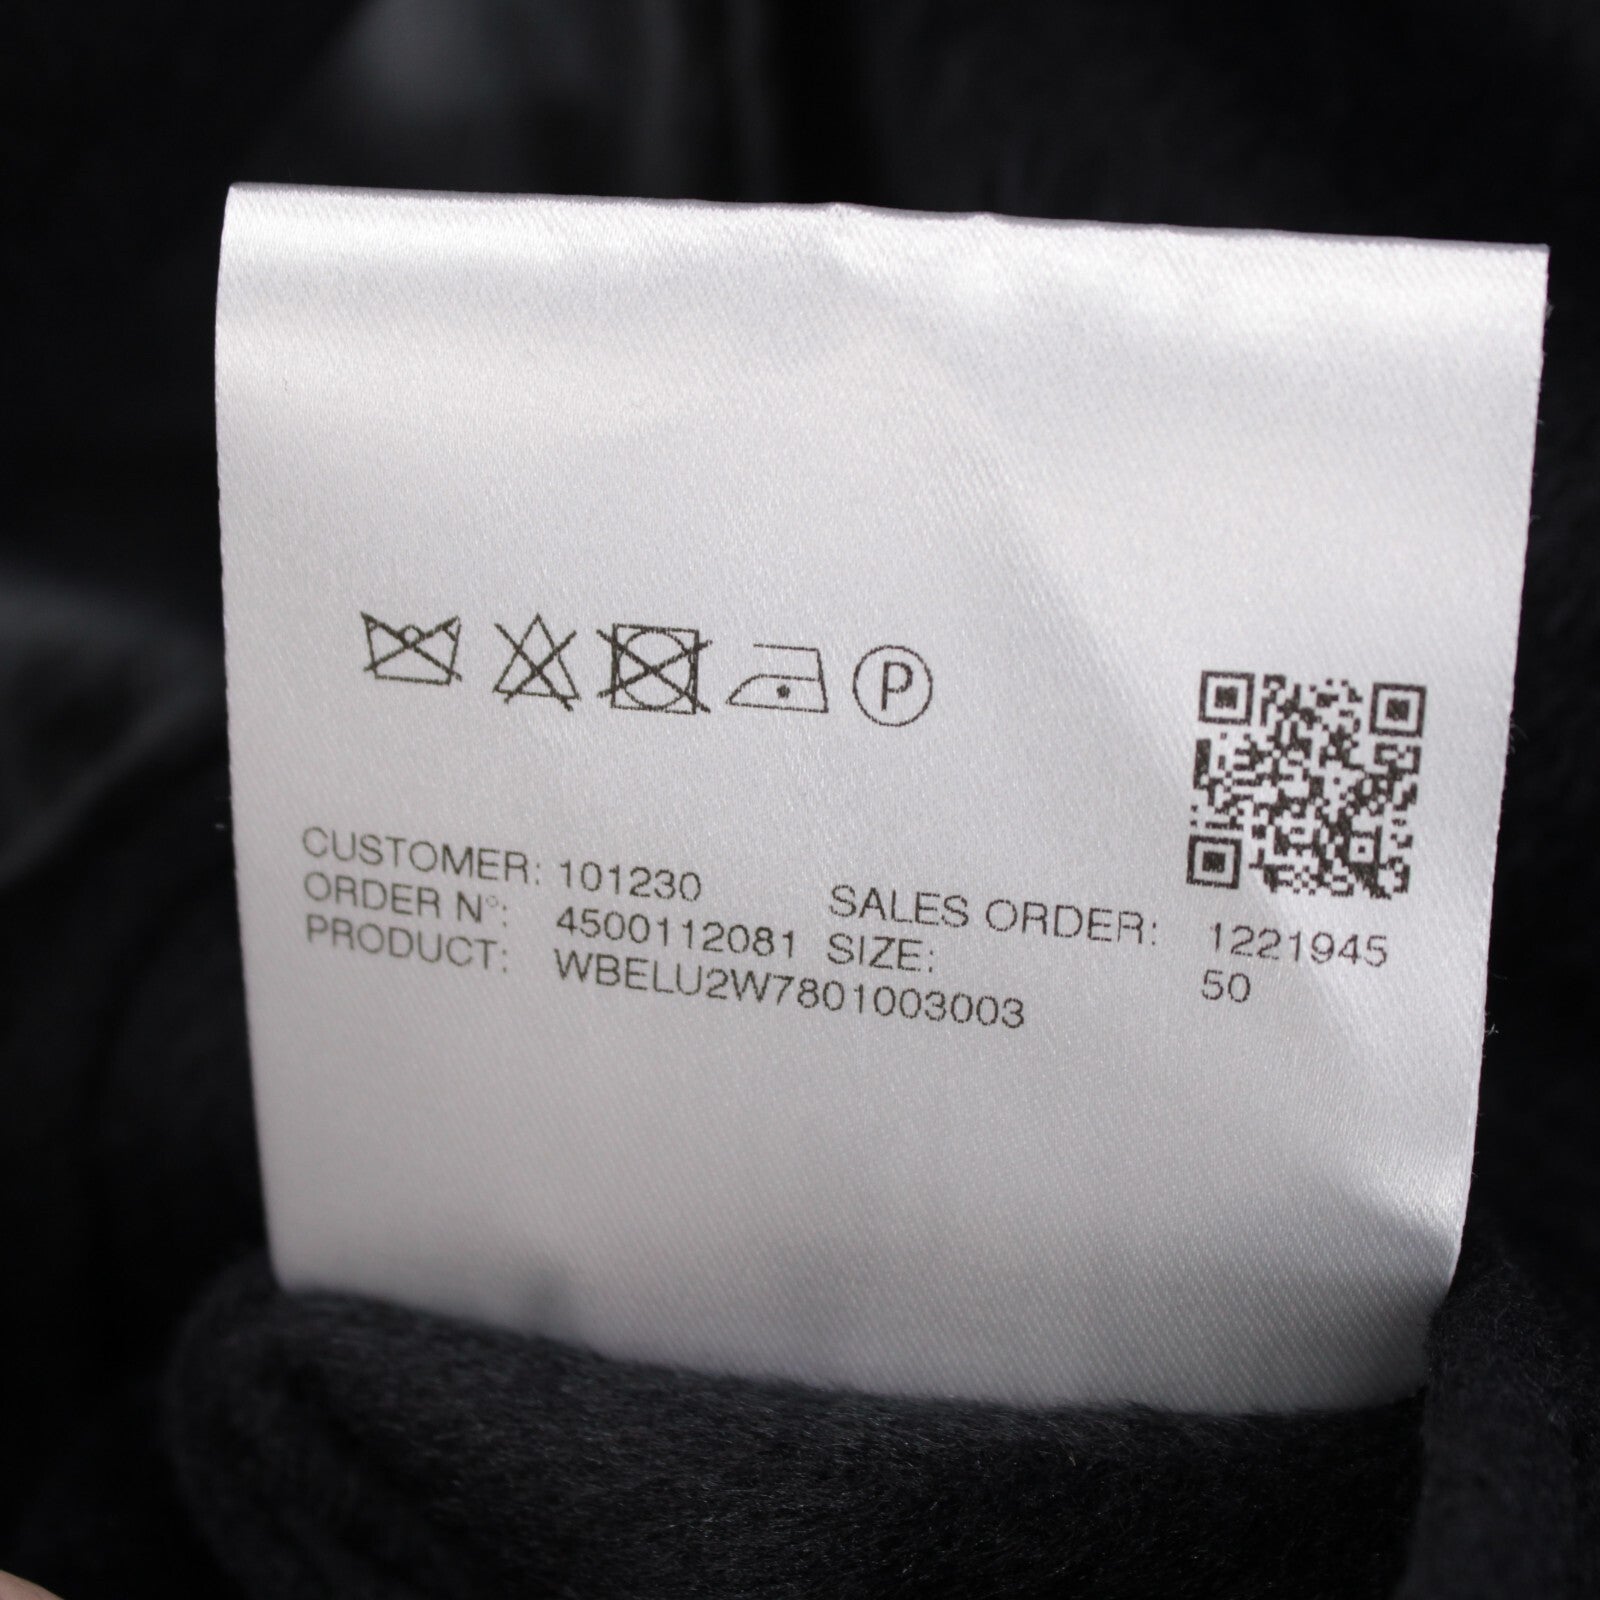 P
CUSTOMER: 101230 SALES ORDER: 1221945
ORDER N°: 4500112081 SIZE: 50
PRODUCT: WBELU2W7801003003